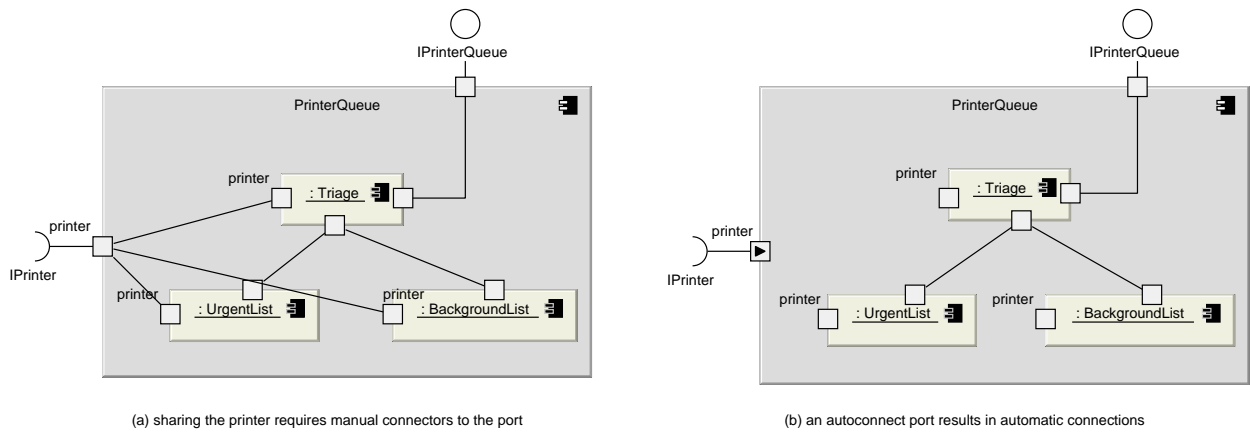 IPrinterQueue
PrinterQueue
printer
: Triage
printer
IPrinter
printer
: UrgentList
printer
: BackgroundList
(a) sharing the printer requires manual connectors to the port
IPrinterQueue
PrinterQueue
printer
: Triage
printer
IPrinter
printer
: UrgentList
printer
: BackgroundList
(b) an autoconnect port results in automatic connections